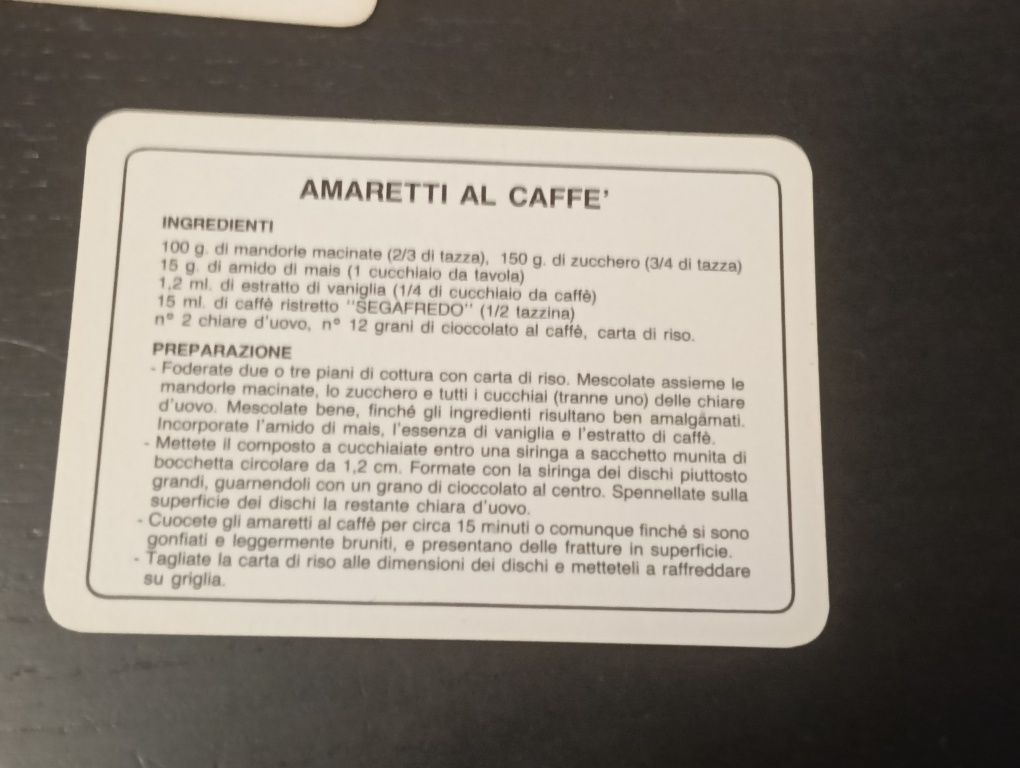 AMARETTI AL CAFFE'
INGREDIENTI
100 g. di mandorle macinate (2/3 di tazza), 150 g. di zucchero (3/4 di tazza)
15 g. di amido di mais (1 cucchiaio da tavola)
1,2 ml. di estratto di vaniglia (1/4 di cucchiaio da caffè)
15 ml. di caffè ristretto "SEGAFREDO" (1/2 tazzina)
n° 2 chiare d'uovo, n° 12 grani di cioccolato al caffè, carta di riso.
PREPARAZIONE
- Foderate due o tre piani di cottura con carta di riso. Mescolate assieme le
mandorle macinate, lo zucchero e tutti i cucchiai (tranne uno) delle chiare
d'uovo. Mescolate bene, finché gli ingredienti risultano ben amalgamati.
Incorporate l'amido di mais, l'essenza di vaniglia e l'estratto di caffè.
- Mettete il composto a cucchiaiate entro una siringa a sacchetto munita di
bocchetta circolare da 1,2 cm. Formate con la siringa dei dischi piuttosto
grandi, guarnendoli con un grano di cioccolato al centro. Spennellate sulla
superficie dei dischi la restante chiara d'uovo.
- Cuocete gli amaretti al caffè per circa 15 minuti o comunque finché si sono
gonfiati e leggermente bruniti, e presentano delle fratture in superficie.
- Tagliate la carta di riso alle dimensioni dei dischi e metteteli a raffreddare
su griglia.